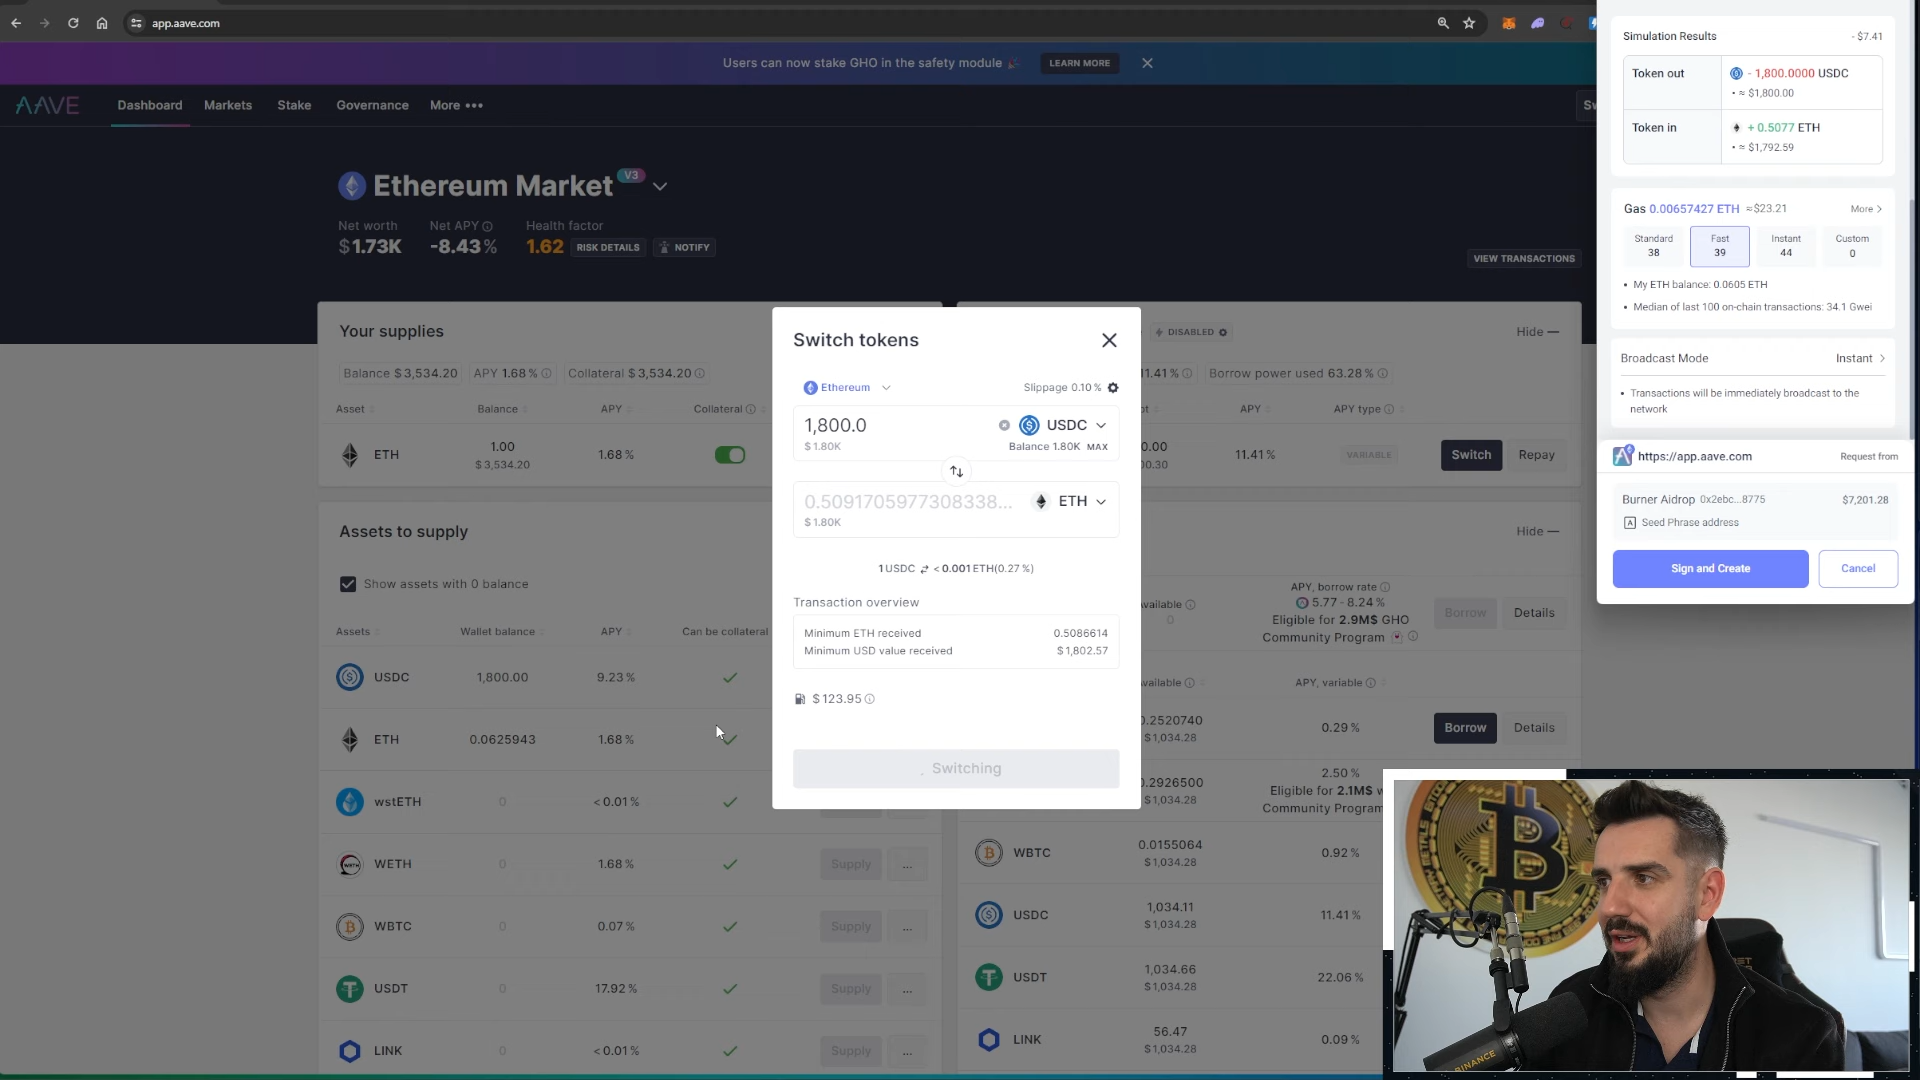 app.aave.com
Users can now stake GHO in the safety module
LEARN MORE
AAVE
Dashboard
Markets
Stake
Governance
More
Ethereum Market
V3
Net worth
Net APY
Health factor
$1.73K
-8.43%
1.62
RISK DETAILS
NOTIFY
VIEW TRANSACTIONS
Your supplies
Balance $3,534.20
APY 1.68%
Collateral $3,534.20
Asset
Balance
APY
Collateral
ETH
1.00
$3,534.20
1.68%
Assets to supply
Show assets with 0 balance
Assets
Wallet balance
APY
Can be collateral
USDC
1,800.00
9.23%
ETH
0.0625943
1.68%
wstETH
0
<0.01%
WETH
0
1.68%
Supply
...
WBTC
0
0.07%
Supply
...
USDT
0
17.92%
Supply
...
LINK
0
<0.01%
Supply
...
Switch tokens
Ethereum
Slippage 0.10%
1,800.0
USDC
$1.80K
Balance 1.80K MAX
0.5091705977308338...
ETH
$1.80K
1 USDC ⇄ <0.001 ETH(0.27%)
Transaction overview
Minimum ETH received
0.5086614
Minimum USD value received
$1,802.57
$123.95
Switching
DISABLED
Hide
11.41%
Borrow power used 63.28%
APY
APY type
11.41%
VARIABLE
Switch
Repay
Hide
APY, borrow rate
5.77 - 8.24%
Eligible for 2.9M$ GHO
Community Program
0
Borrow
Details
APY, variable
$1,034.28
0.29%
Borrow
Details
$1,034.28
2.50%
Eligible for 2.1M$
Community Program
WBTC
0.0155064
$1,034.28
0.92%
USDC
1,034.11
$1,034.28
11.41%
USDT
1,034.66
$1,034.28
22.06%
LINK
56.47
$1,034.28
0.09%
Simulation Results
- $7.41
Token out
- 1,800.0000 USDC
≈ $1,800.00
Token in
+ 0.5077 ETH
≈ $1,792.59
Gas 0.00657427 ETH ≈$23.21
More
Standard
38
Fast
39
Instant
44
Custom
0
My ETH balance: 0.0605 ETH
Median of last 100 on-chain transactions: 34.1 Gwei
Broadcast Mode
Instant
Transactions will be immediately broadcast to the
network
https://app.aave.com
Request from
Burner Aidrop 0x2ebc...8775
$7,201.28
Seed Phrase address
Sign and Create
Cancel
BINANCE